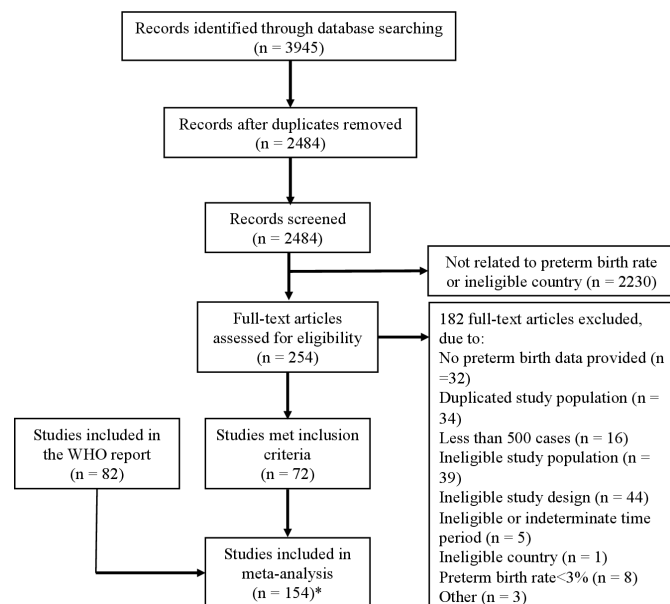 Records identified through database searching
(n = 3945)
Records after duplicates removed
(n = 2484)
Records screened
(n = 2484)
Not related to preterm birth rate
or ineligible country (n = 2230)
Full-text articles
assessed for eligibility
(n = 254)
182 full-text articles excluded,
due to:
No preterm birth data provided (n
=32)
Duplicated study population (n =
34)
Less than 500 cases (n = 16)
Ineligible study population (n =
39)
Ineligible study design (n = 44)
Ineligible or indeterminate time
period (n = 5)
Ineligible country (n = 1)
Preterm birth rate<3% (n = 8)
Other (n = 3)
Studies included in
the WHO report
(n = 82)
Studies met inclusion
criteria
(n = 72)
Studies included in
meta-analysis
(n = 154)*